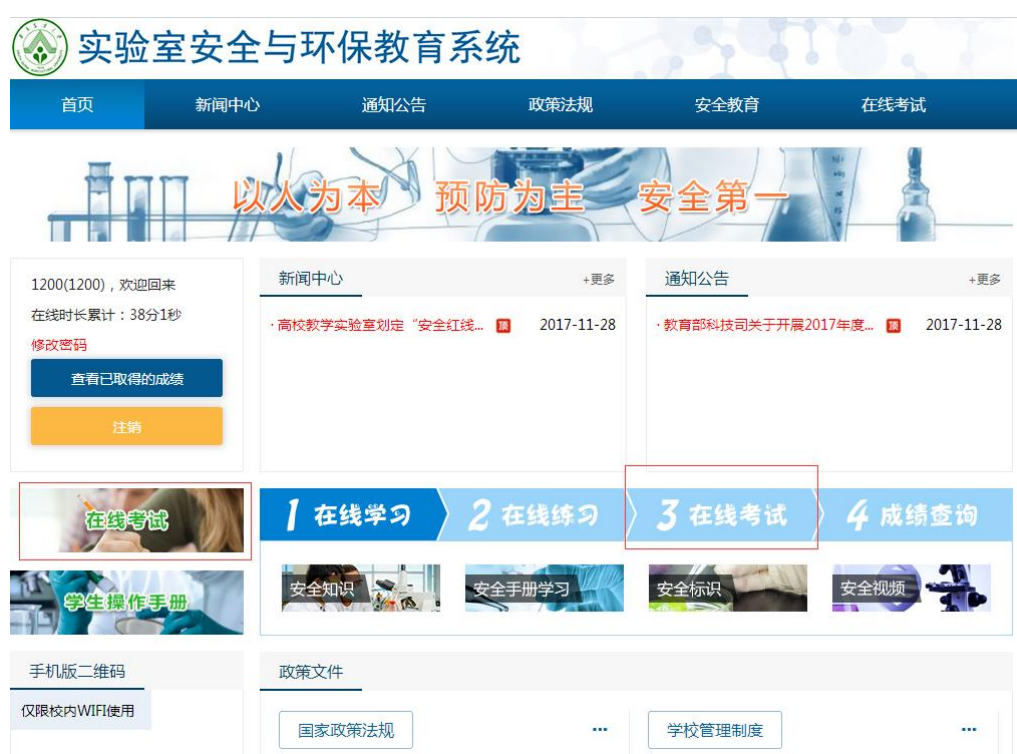 实验室安全与环保教育系统
首页 新闻中心 通知公告 政策法规 安全教育 在线考试
以人为本 预防为主 安全第一
1200(1200)，欢迎回来
在线时长累计：38分1秒
修改密码
查看已取得的成绩
注销
新闻中心 +更多
·高校教学实验室划定“安全红线... 顶 2017-11-28
通知公告 +更多
·教育部科技司关于开展2017年度... 顶 2017-11-28
在线考试
学生操作手册
1 在线学习 2 在线练习 3 在线考试 4 成绩查询
安全知识 安全手册学习 安全标识 安全视频
手机版二维码
仅限校内WIFI使用
政策文件
国家政策法规 ...
学校管理制度 ...